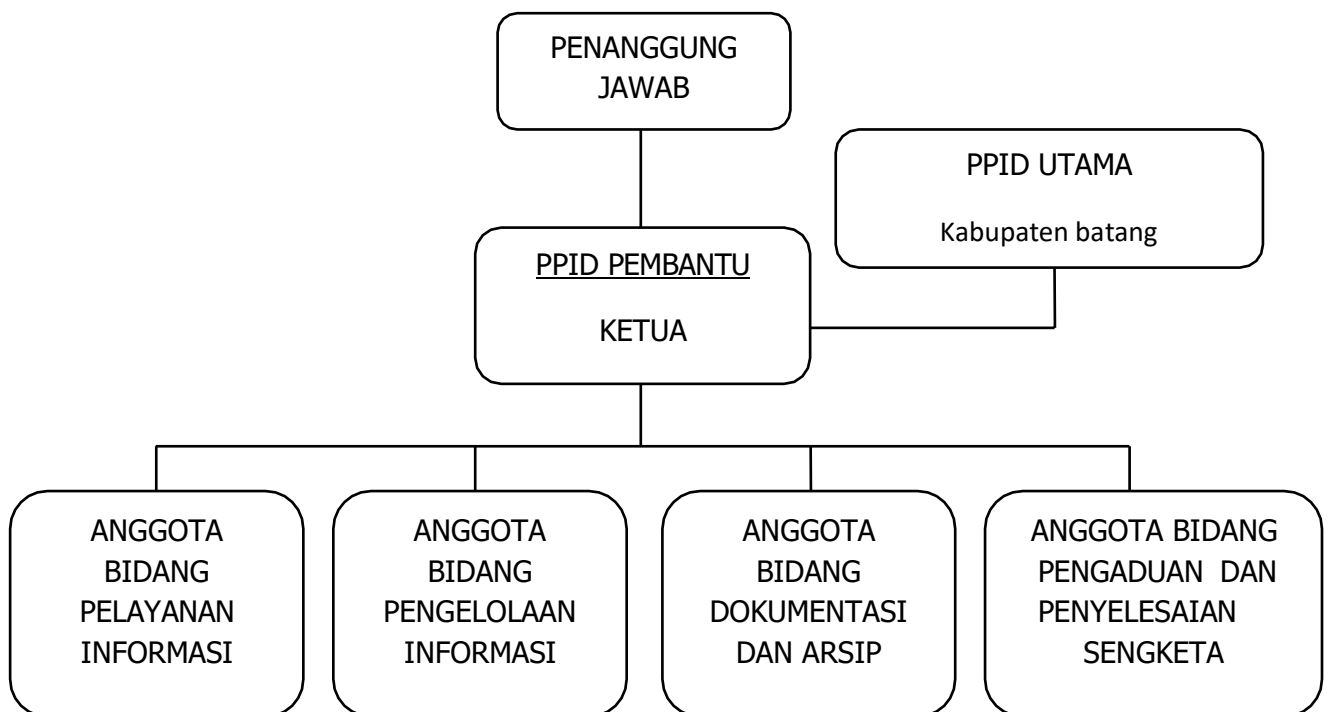 PENANGGUNG
JAWAB
PPID UTAMA
Kabupaten batang
PPID PEMBANTU
KETUA
ANGGOTA
BIDANG
PELAYANAN
INFORMASI
ANGGOTA
BIDANG
PENGELOLAAN
INFORMASI
ANGGOTA
BIDANG
DOKUMENTASI
DAN ARSIP
ANGGOTA BIDANG
PENGADUAN DAN
PENYELESAIAN
SENGKETA